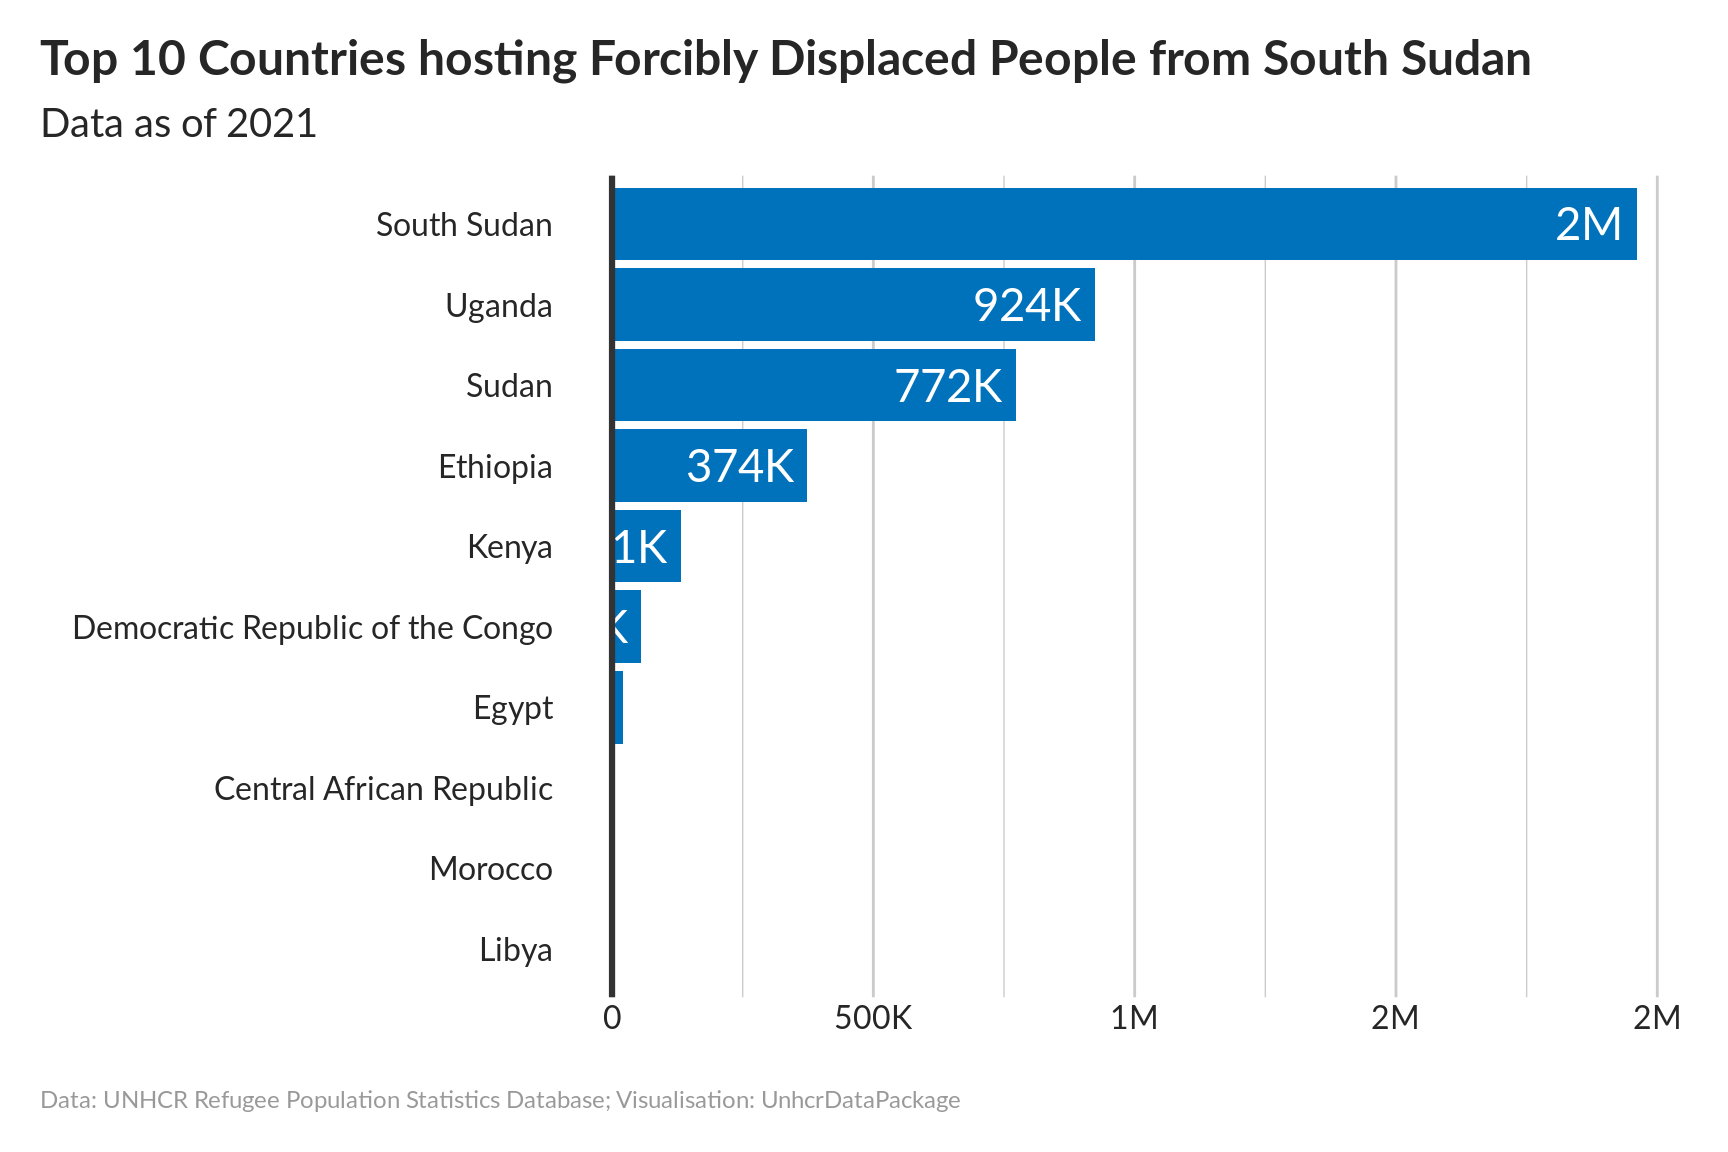 Top 10 Countries hosting Forcibly Displaced People from South Sudan
Data as of 2021
South Sudan 2M
Uganda 924K
Sudan 772K
Ethiopia 374K
Kenya 1K
Democratic Republic of the Congo K
Egypt
Central African Republic
Morocco
Libya
0 500K 1M 2M 2M
Data: UNHCR Refugee Population Statistics Database; Visualisation: UnhcrDataPackage